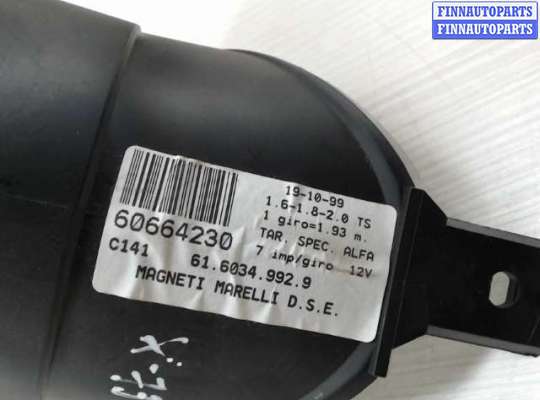 FINNAUTOPARTS
FINNAUTOPARTS
19-10-99
1.6-1.8-2.0 TS
1 giro=1.93 m.
TAR. SPEC. ALFA
7 imp/giro 12V
60664230
C141 61.6034.992.9
MAGNETI MARELLI D.S.E.